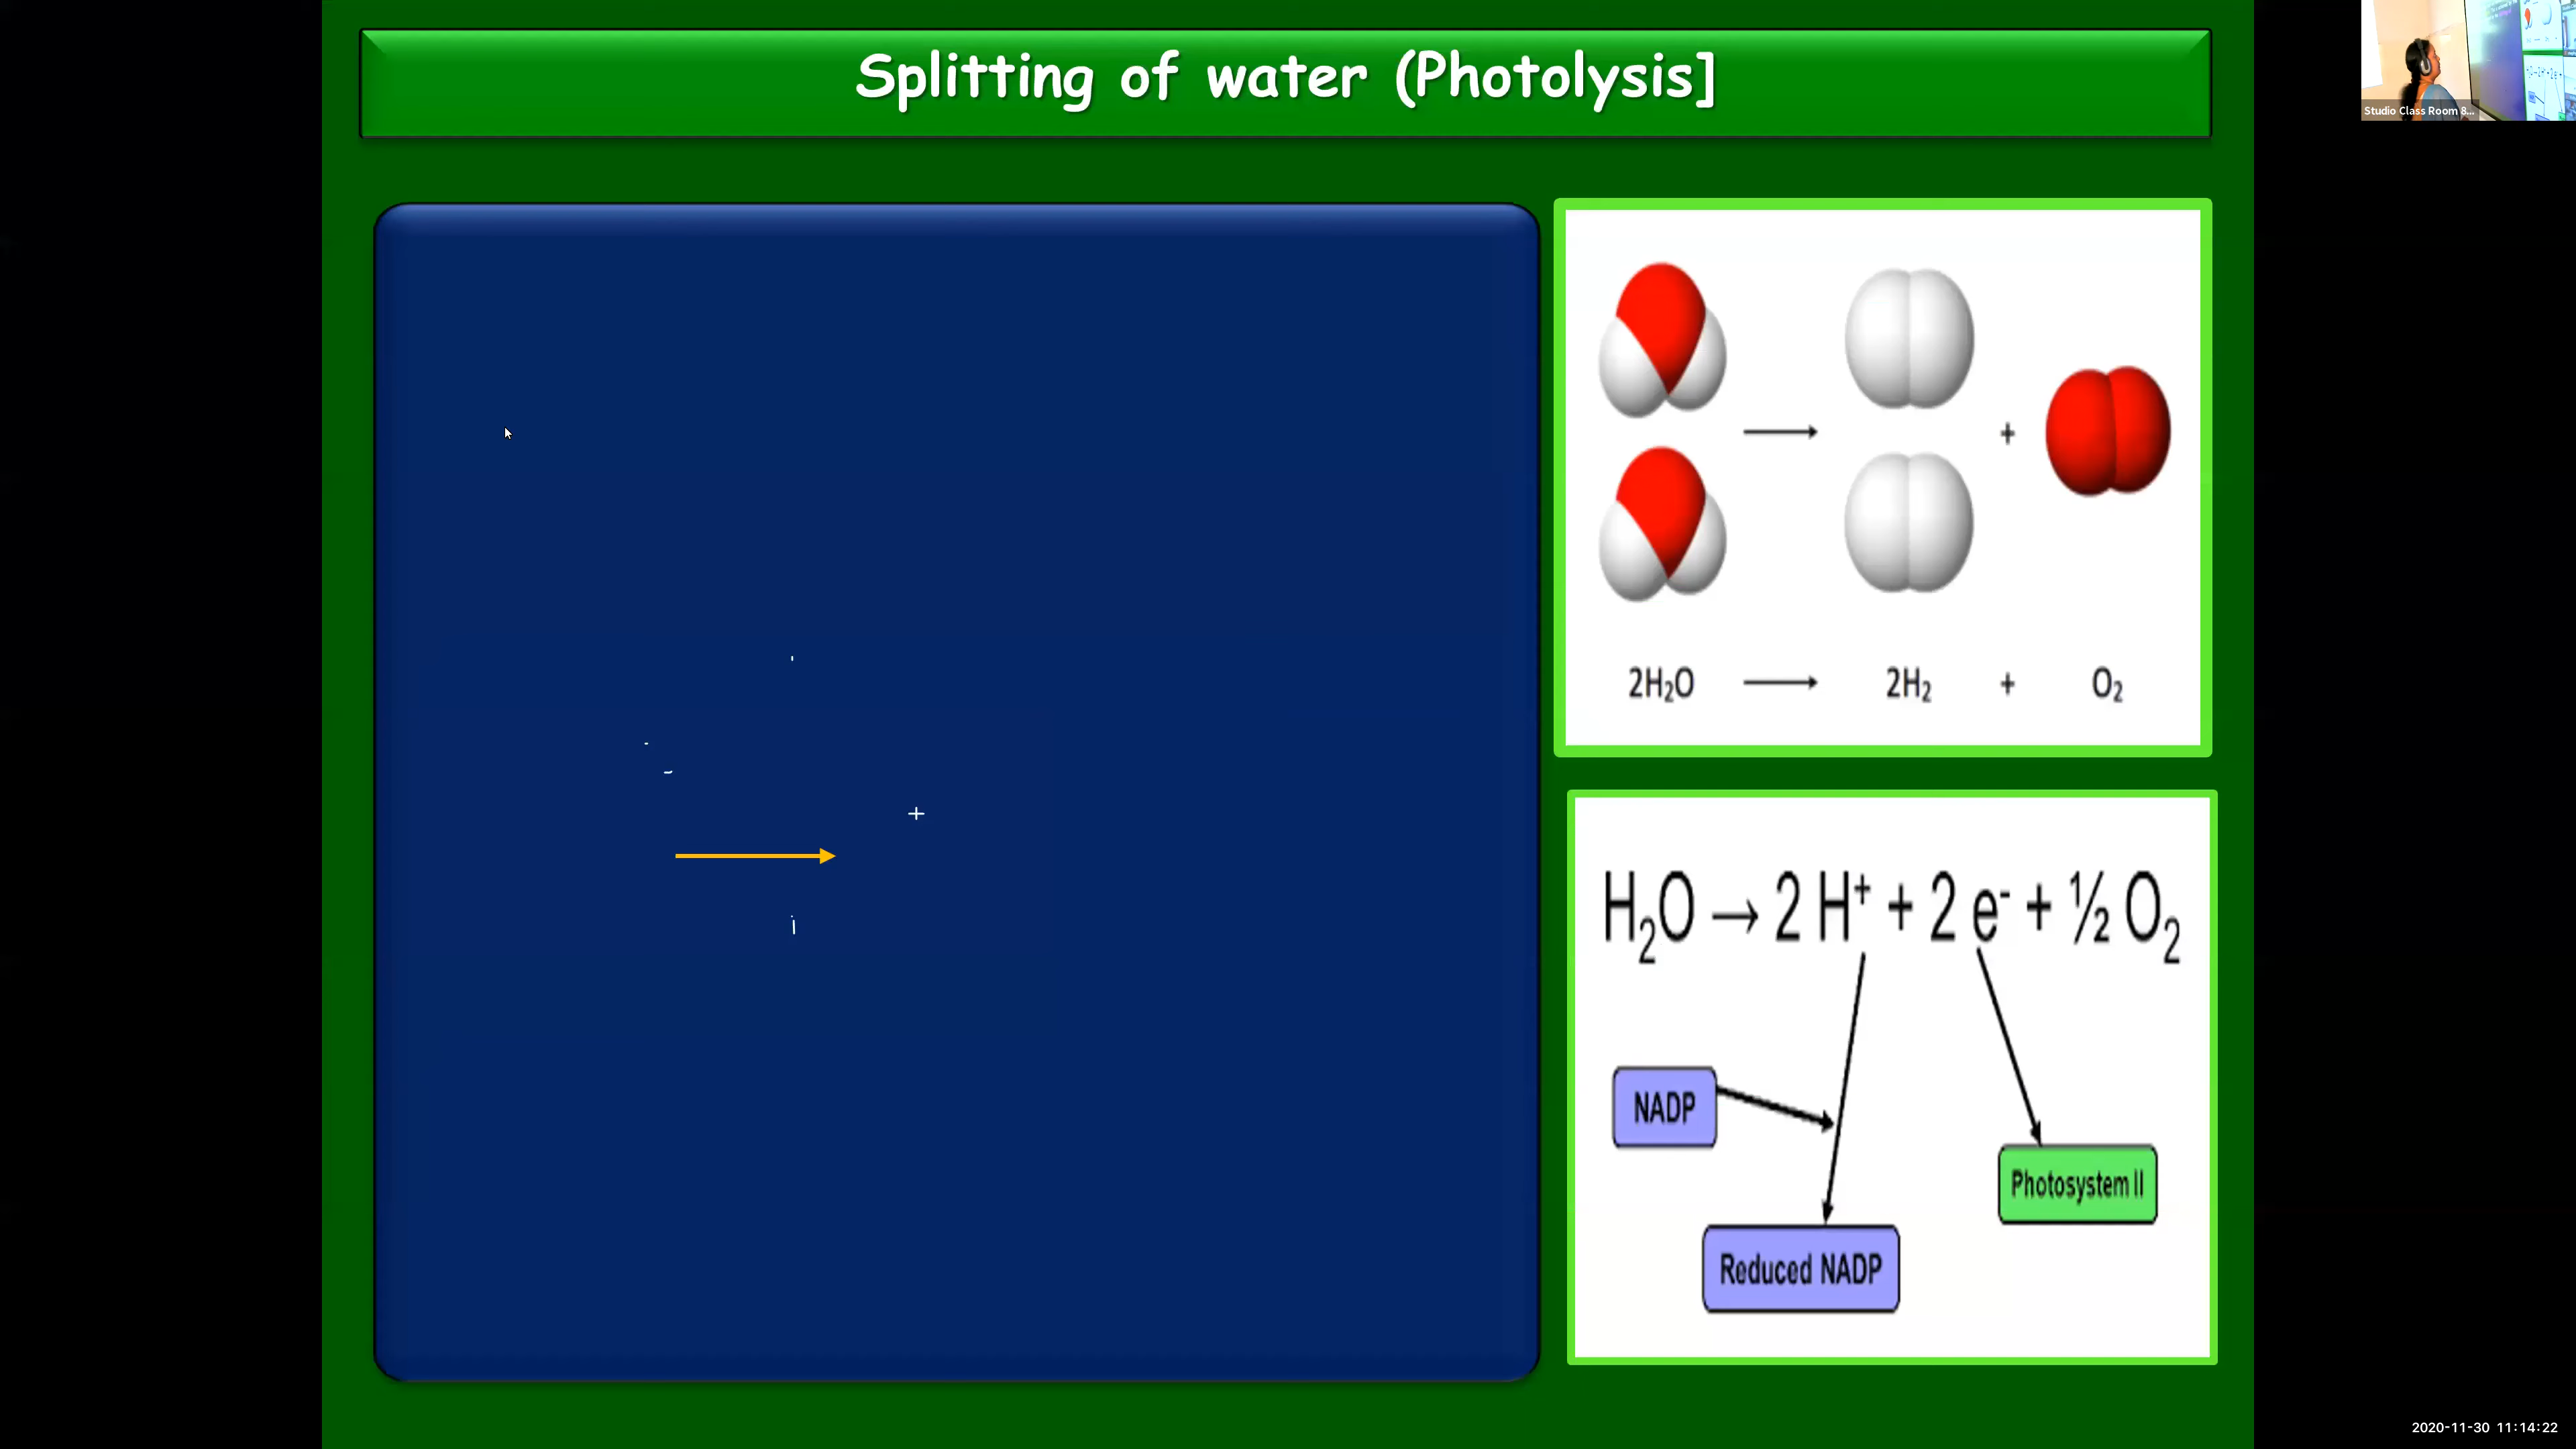 Splitting of water (Photolysis]
Studio Class Room 8...
2H₂O ⟶ 2H₂ + O₂
+
+
i
H₂O → 2 H⁺ + 2 e⁻ + ½ O₂
NADP
Photosystem II
Reduced NADP
2020-11-30 11:14:22